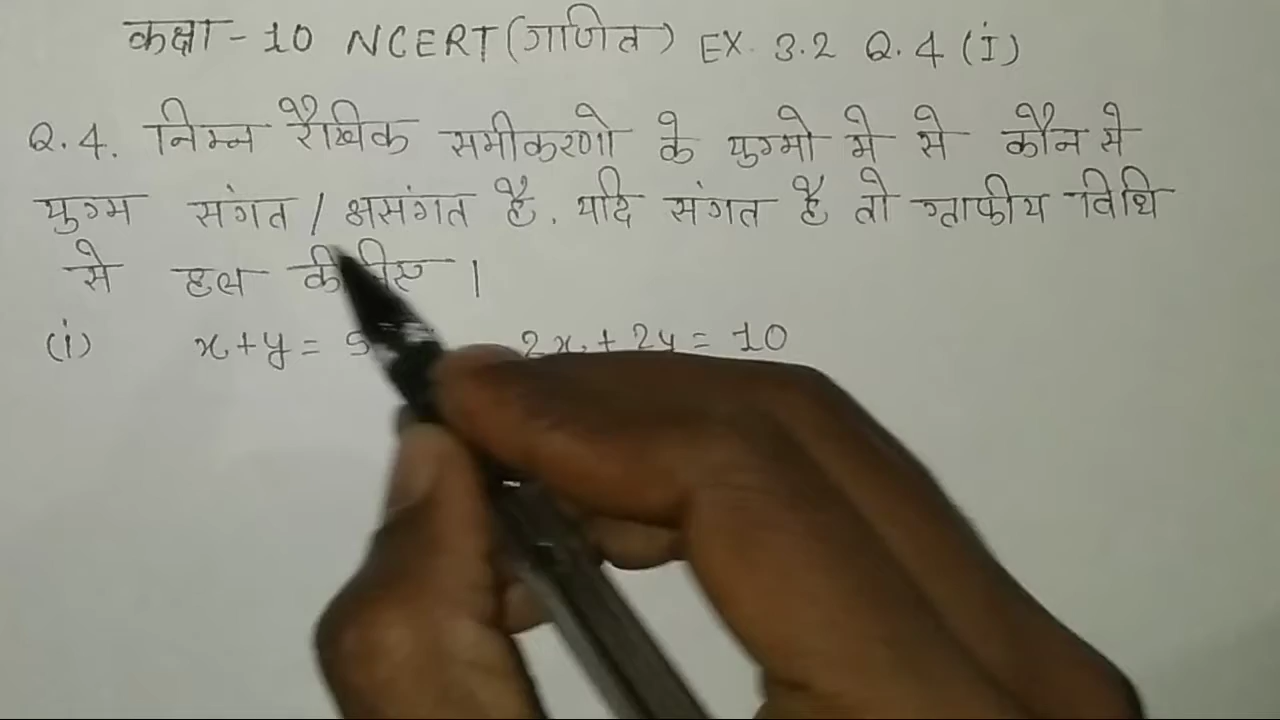 कक्षा - 10 NCERT (गणित) EX. 3.2 Q.4 (i)
Q.4. निम्न रैखिक समीकरणो के युग्मो मे से कौन से
युग्म संगत / असंगत है. यदि संगत है तो ग्राफीय विधि
से हल |
(i) x+y = 2x + 2y = 10